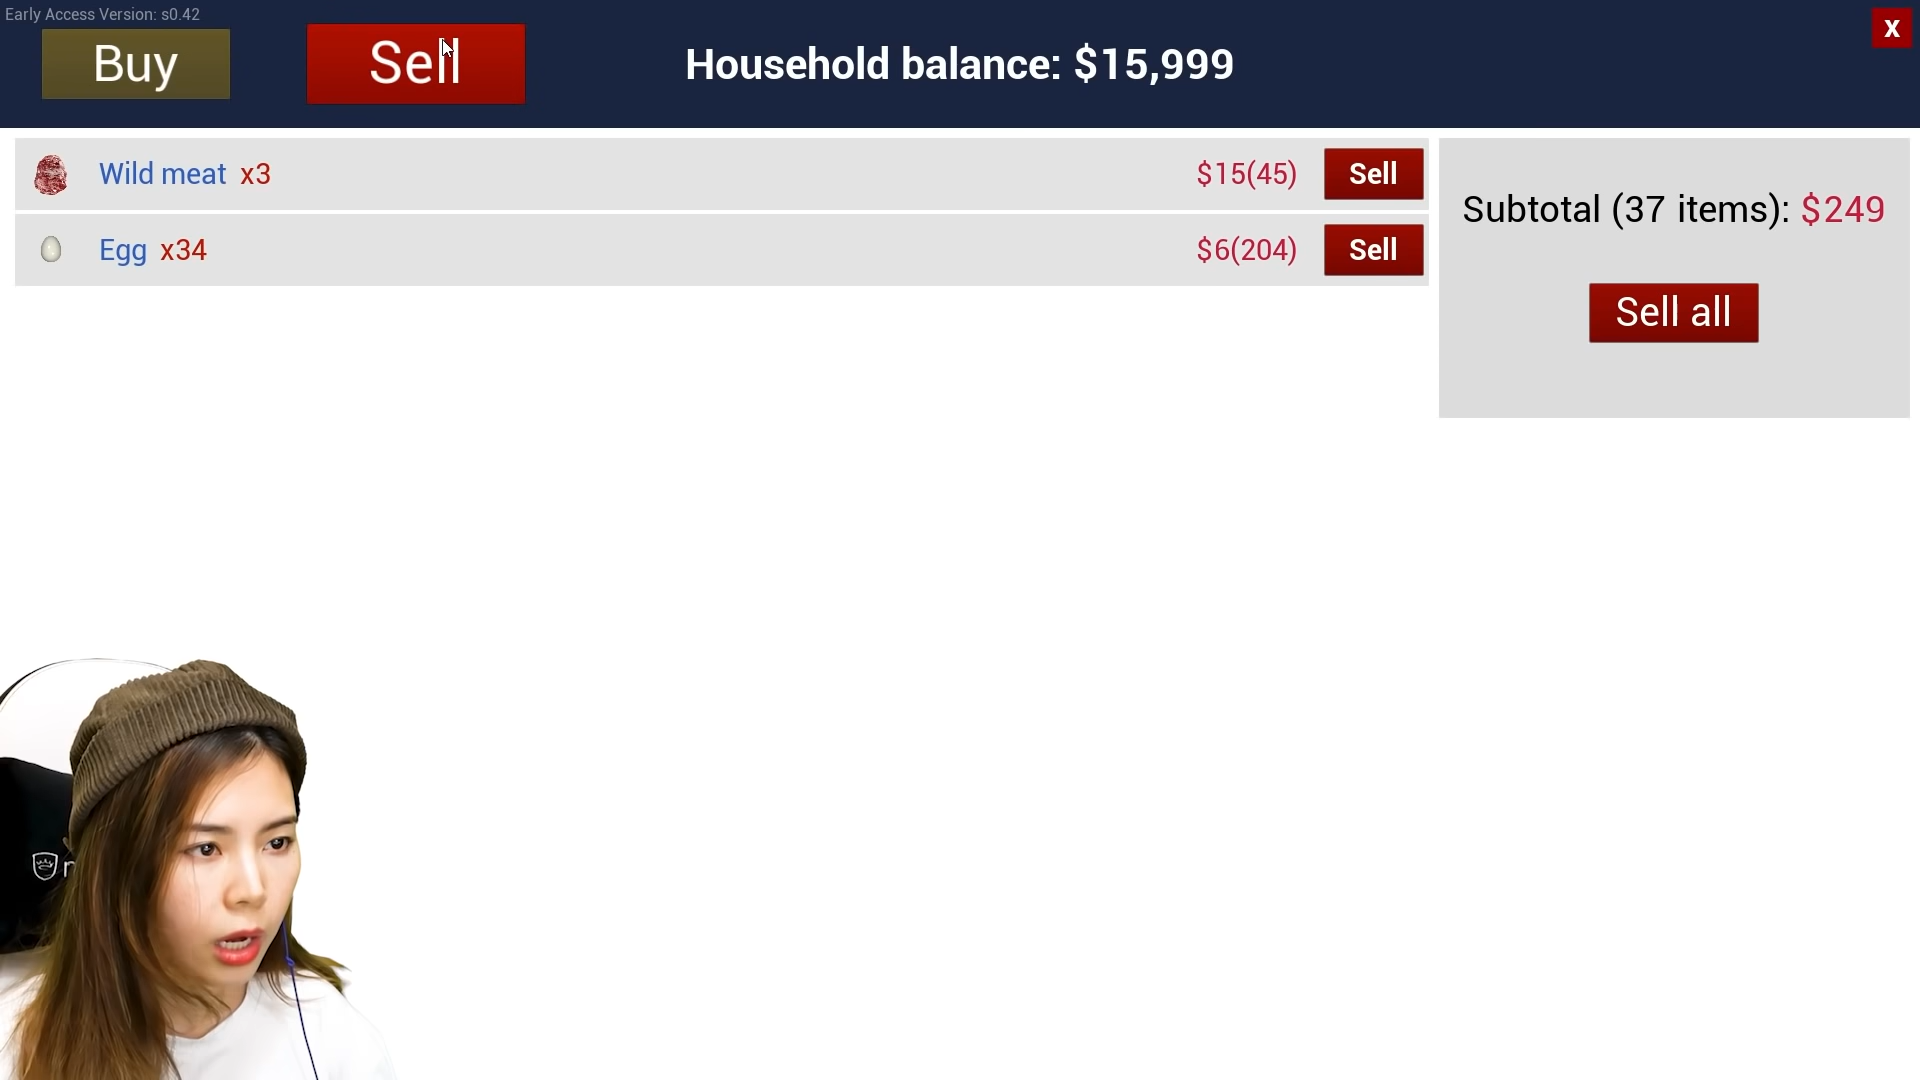 Early Access Version: s0.42
Buy
Sell
Household balance: $15,999
X
Wild meat x3 $15(45) Sell
Egg x34 $6(204) Sell
Subtotal (37 items): $249
Sell all